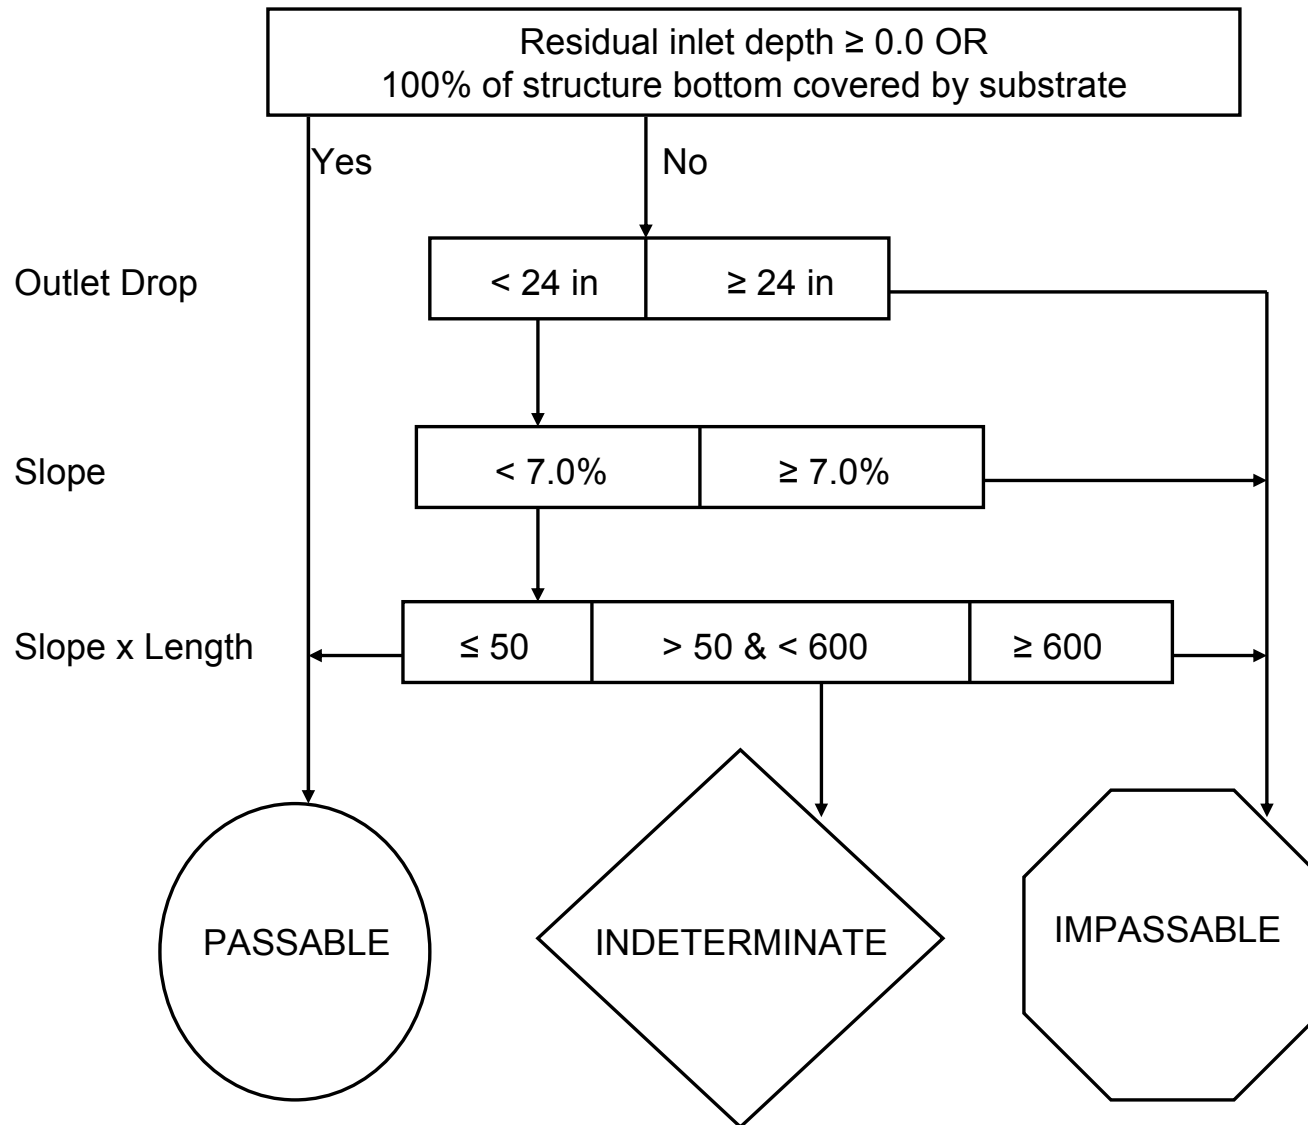 Residual inlet depth ≥ 0.0 OR
100% of structure bottom covered by substrate
Yes
No
Outlet Drop
< 24 in
≥ 24 in
Slope
< 7.0%
≥ 7.0%
Slope x Length
≤ 50
> 50 & < 600
≥ 600
PASSABLE
INDETERMINATE
IMPASSABLE